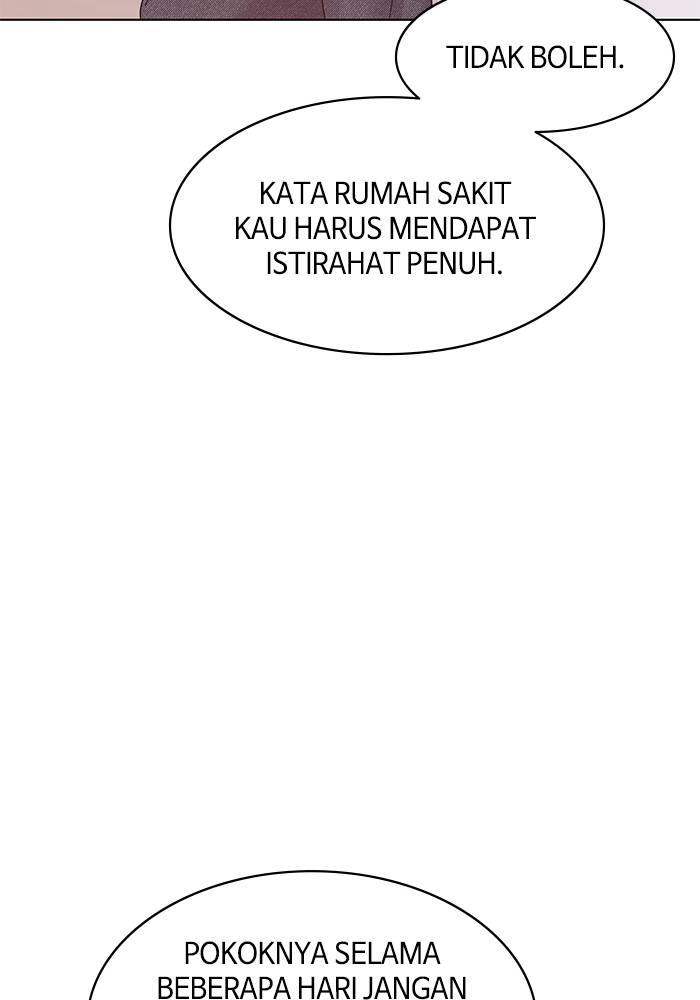 TIDAK BOLEH.
KATA RUMAH SAKIT
KAU HARUS MENDAPAT
ISTIRAHAT PENUH.
POKOKNYA SELAMA
BEBERAPA HARI JANGAN